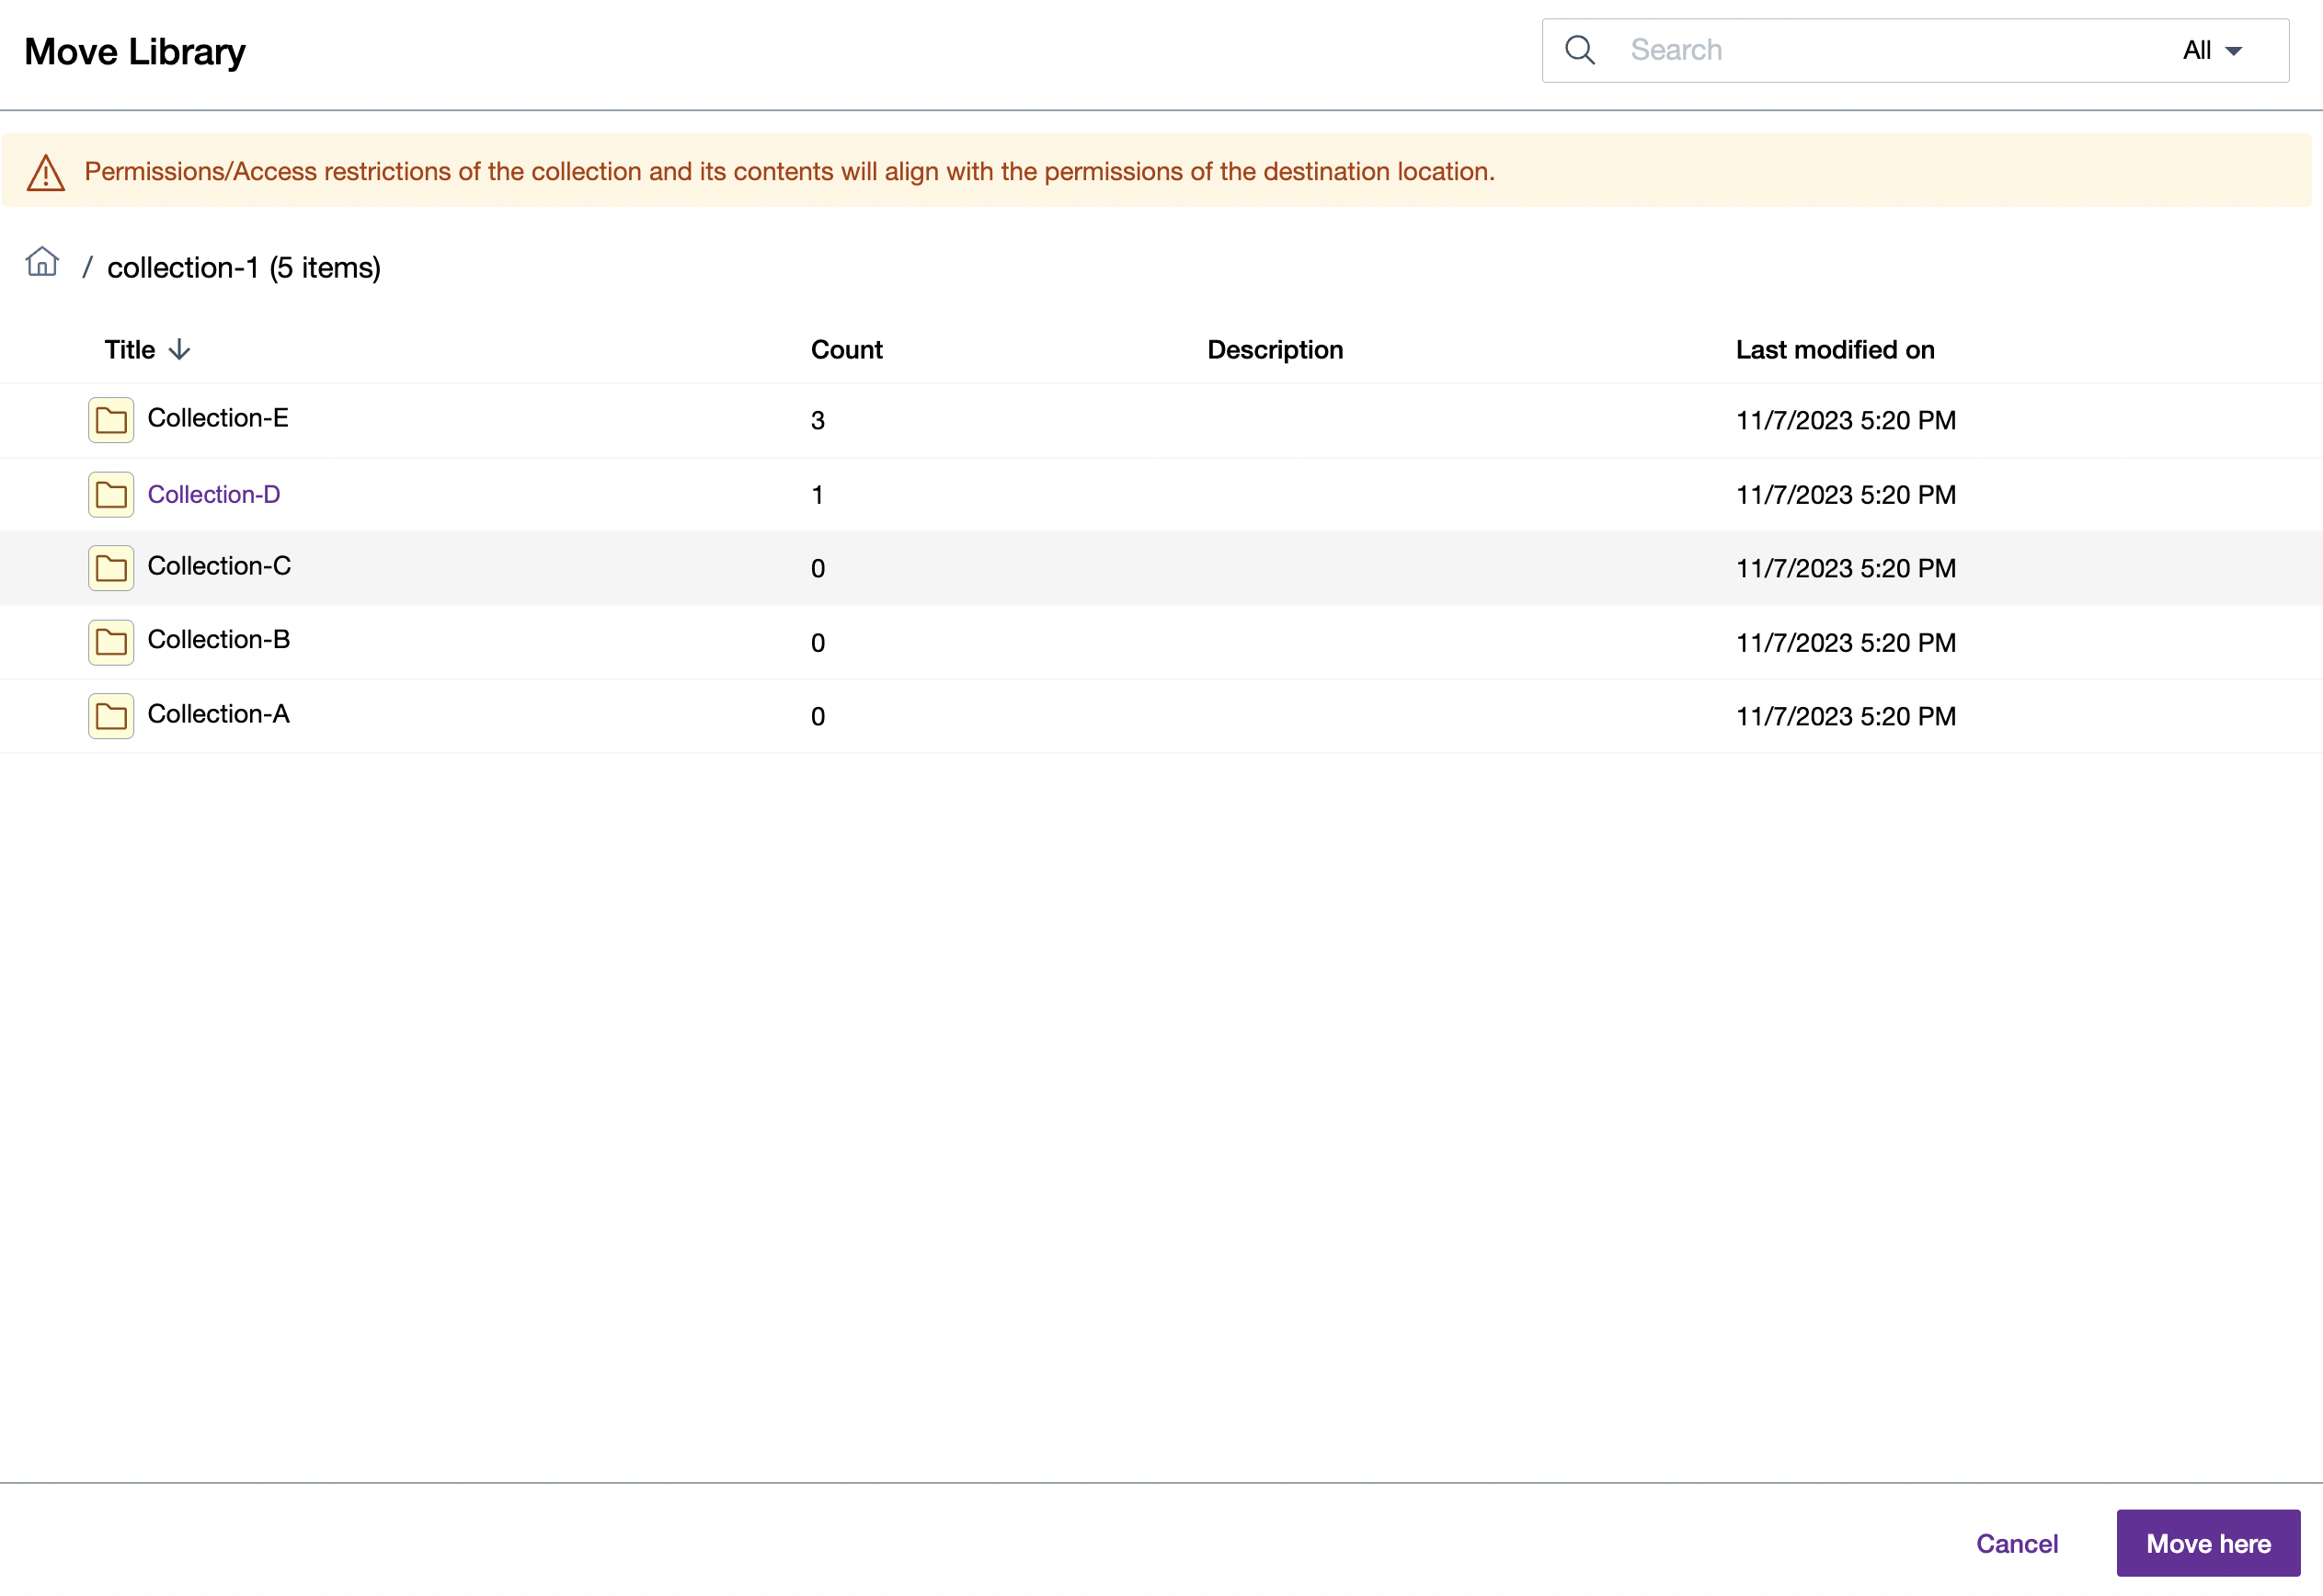 Move Library
Search
All
Permissions/Access restrictions of the collection and its contents will align with the permissions of the destination location.
/ collection-1 (5 items)
Title Count Description Last modified on
Collection-E 3 11/7/2023 5:20 PM
Collection-D 1 11/7/2023 5:20 PM
Collection-C 0 11/7/2023 5:20 PM
Collection-B 0 11/7/2023 5:20 PM
Collection-A 0 11/7/2023 5:20 PM
Cancel
Move here